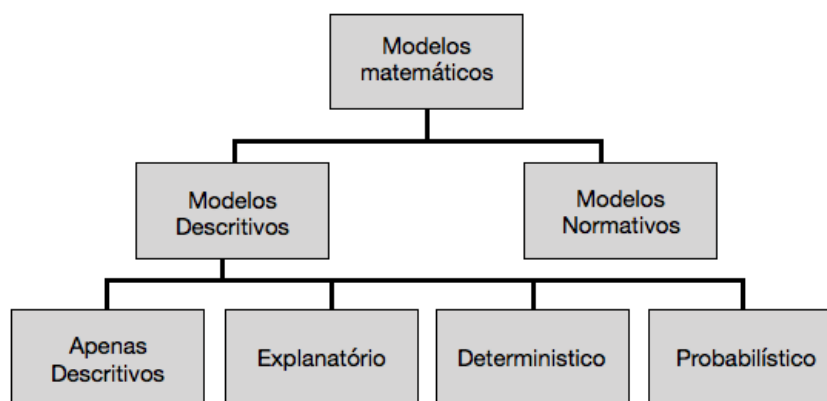 Modelos
matemáticos
Modelos
Descritivos
Modelos
Normativos
Apenas
Descritivos
Explanatório
Deterministico
Probabilístico